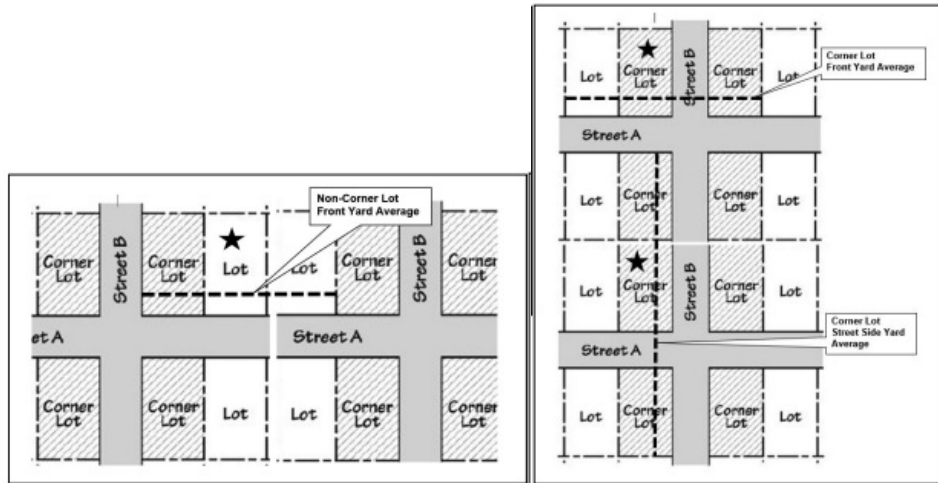 Non-Corner Lot
Front Yard Average
Corner
Lot
Street B
Corner
Lot
Lot
Lot
Corner
Lot
Street B
Corner
Lot
et A
Street A
Corner
Lot
Corner
Lot
Lot
Lot
Corner
Lot
Corner
Lot
Corner Lot
Front Yard Average
Lot
Corner
Lot
Street B
Corner
Lot
Lot
Street A
Lot
Corner
Lot
Corner
Lot
Lot
Lot
Corner
Lot
Street B
Corner
Lot
Lot
Corner Lot
Street Side Yard
Average
Street A
Lot
Corner
Lot
Corner
Lot
Lot